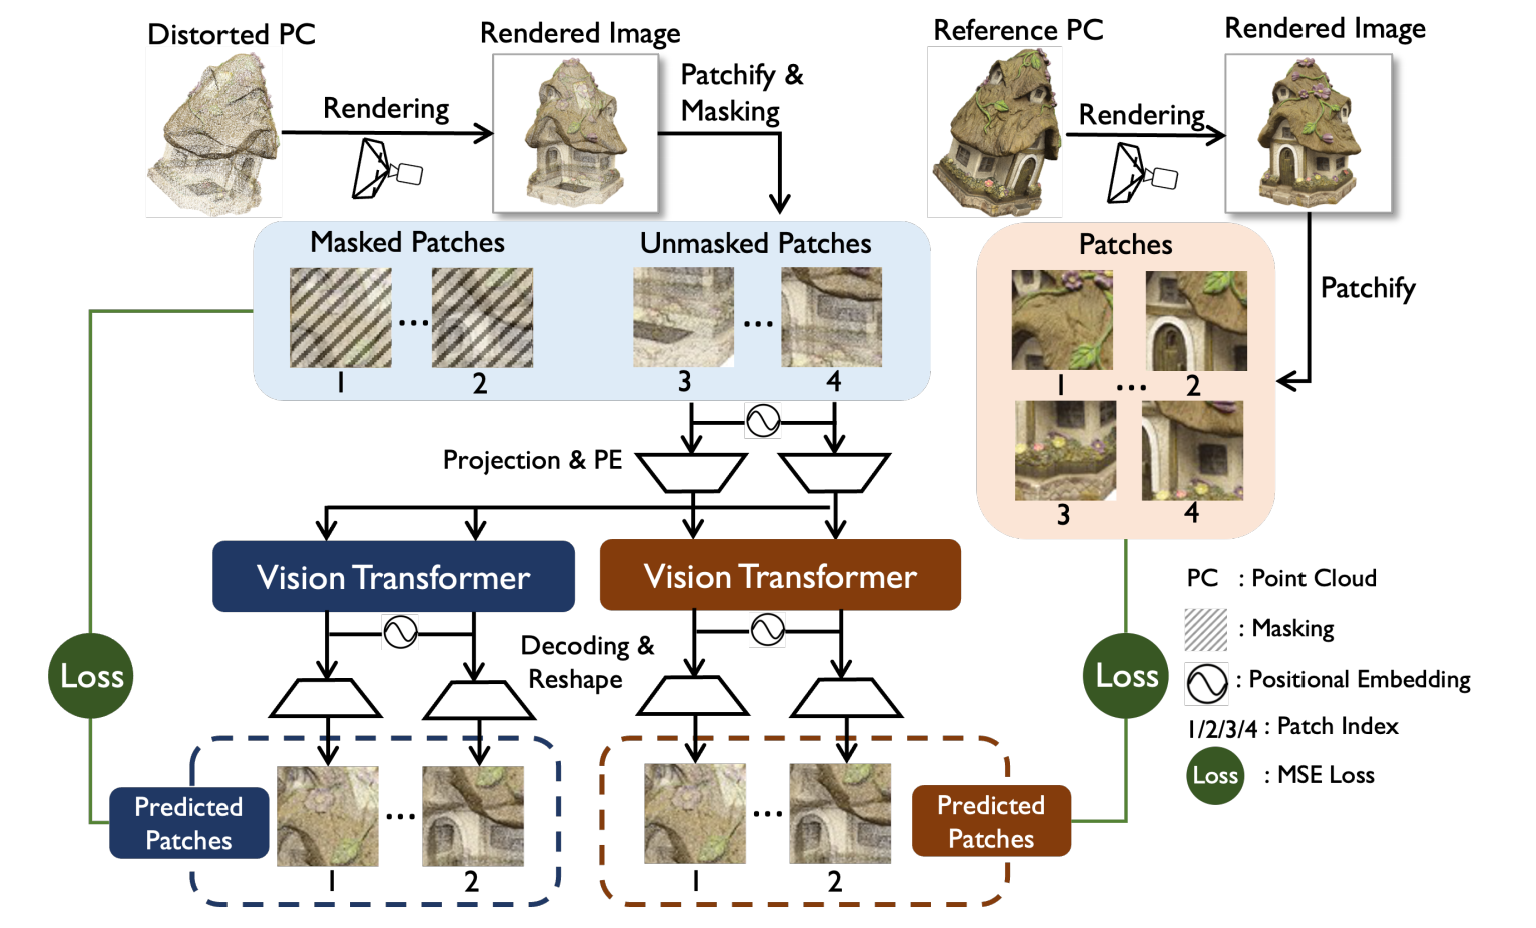 Distorted PC
Rendered Image
Reference PC
Rendered Image
Rendering
Patchify &
Masking
Rendering
Masked Patches
Unmasked Patches
Patches
Patchify
1
...
2
3
...
4
1
...
2
3
4
Projection & PE
Vision Transformer
Vision Transformer
Decoding &
Reshape
Loss
Loss
Predicted
Patches
...
1
2
...
1
2
Predicted
Patches
PC : Point Cloud
: Masking
: Positional Embedding
1/2/3/4 : Patch Index
Loss : MSE Loss